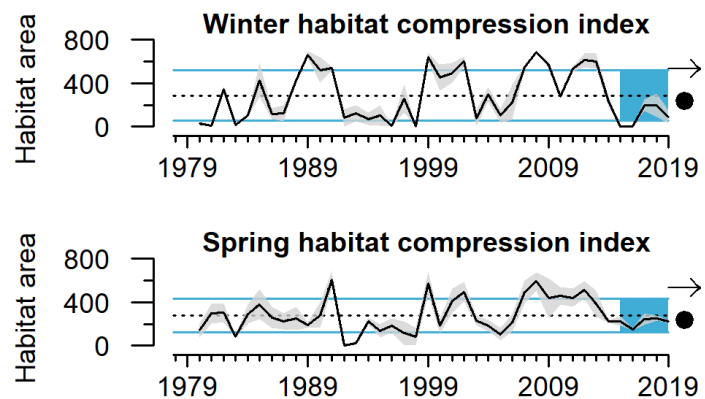 Winter habitat compression index
Habitat area
800
400
0
1979 1989 1999 2009 2019
Spring habitat compression index
Habitat area
800
400
0
1979 1989 1999 2009 2019